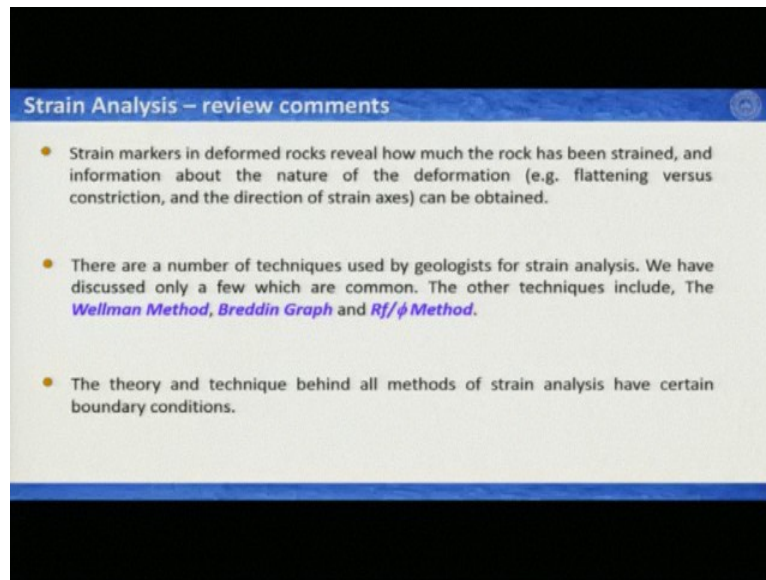 Strain Analysis – review comments
Strain markers in deformed rocks reveal how much the rock has been strained, and
information about the nature of the deformation (e.g. flattening versus
constriction, and the direction of strain axes) can be obtained.
There are a number of techniques used by geologists for strain analysis. We have
discussed only a few which are common. The other techniques include, The
Wellman Method, Breddin Graph and Rf/ϕ Method.
The theory and technique behind all methods of strain analysis have certain
boundary conditions.